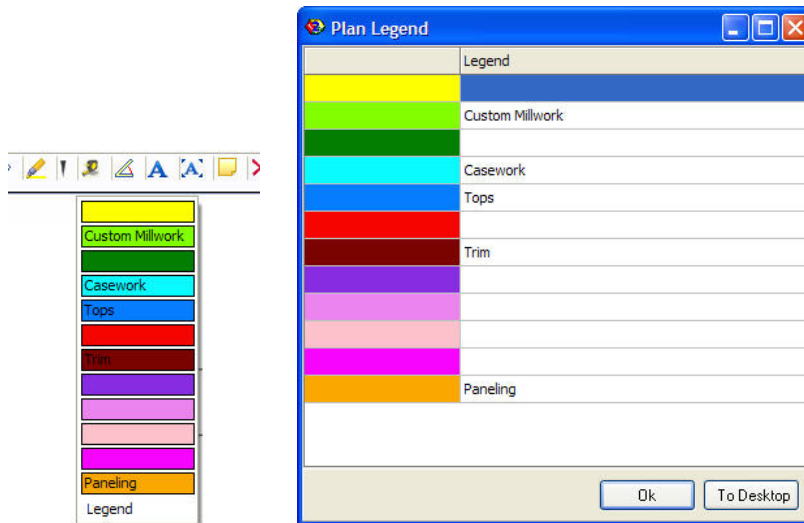 Plan Legend
Legend
Custom Millwork
Casework
Tops
Trim
Paneling
Ok
To Desktop
A
A
Custom Millwork
Casework
Tops
Trim
Paneling
Legend